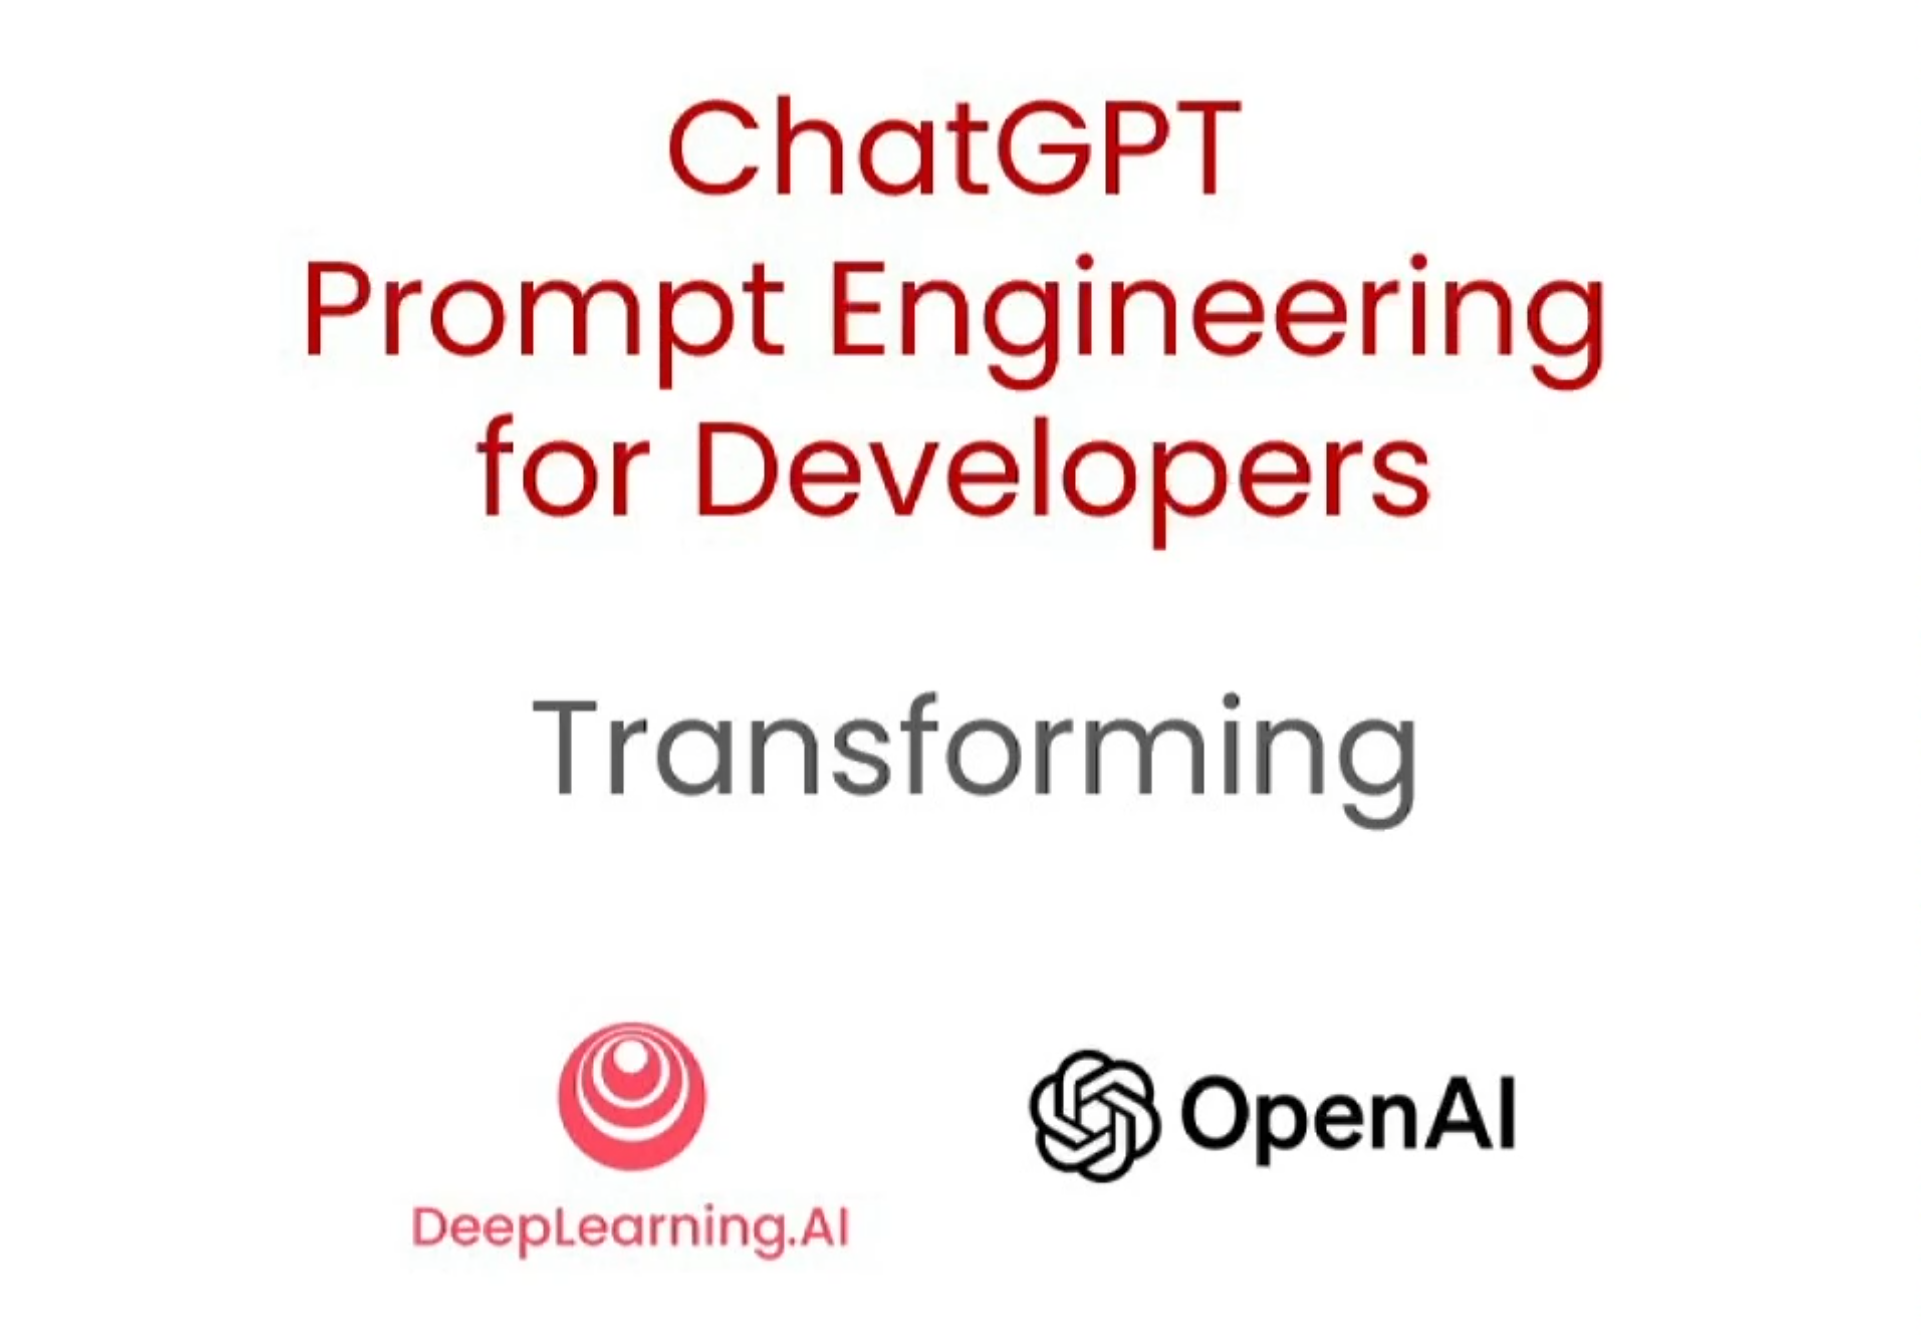 ChatGPT
Prompt Engineering
for Developers
Transforming
DeepLearning.AI
OpenAI